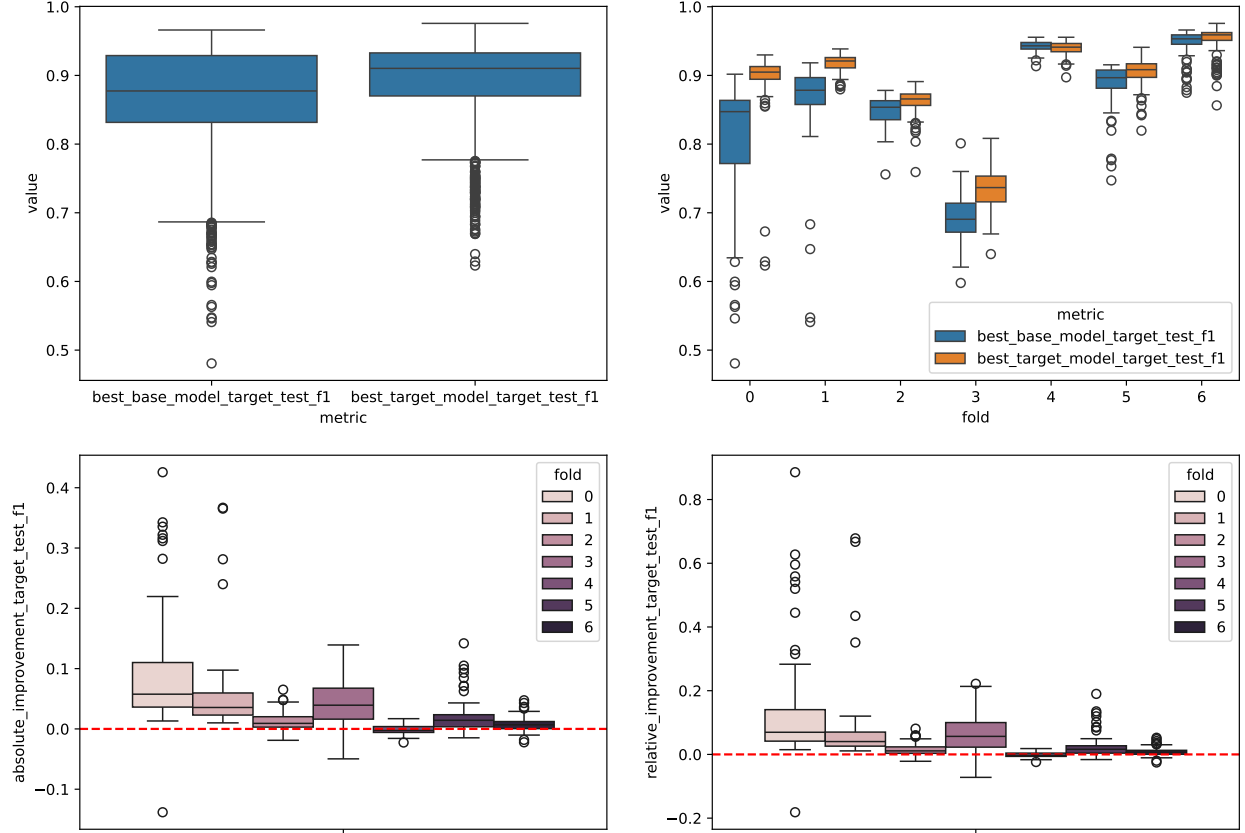 1.0
0.9
0.8
0.7
0.6
0.5
value
best_base_model_target_test_f1
best_target_model_target_test_f1
metric
1.0
0.9
0.8
0.7
0.6
0.5
value
metric
best_base_model_target_test_f1
best_target_model_target_test_f1
0 1 2 3 4 5 6
fold
0.4
0.3
0.2
0.1
0.0
−0.1
absolute_improvement_target_test_f1
fold
0
1
2
3
4
5
6
0.8
0.6
0.4
0.2
0.0
−0.2
relative_improvement_target_test_f1
fold
0
1
2
3
4
5
6